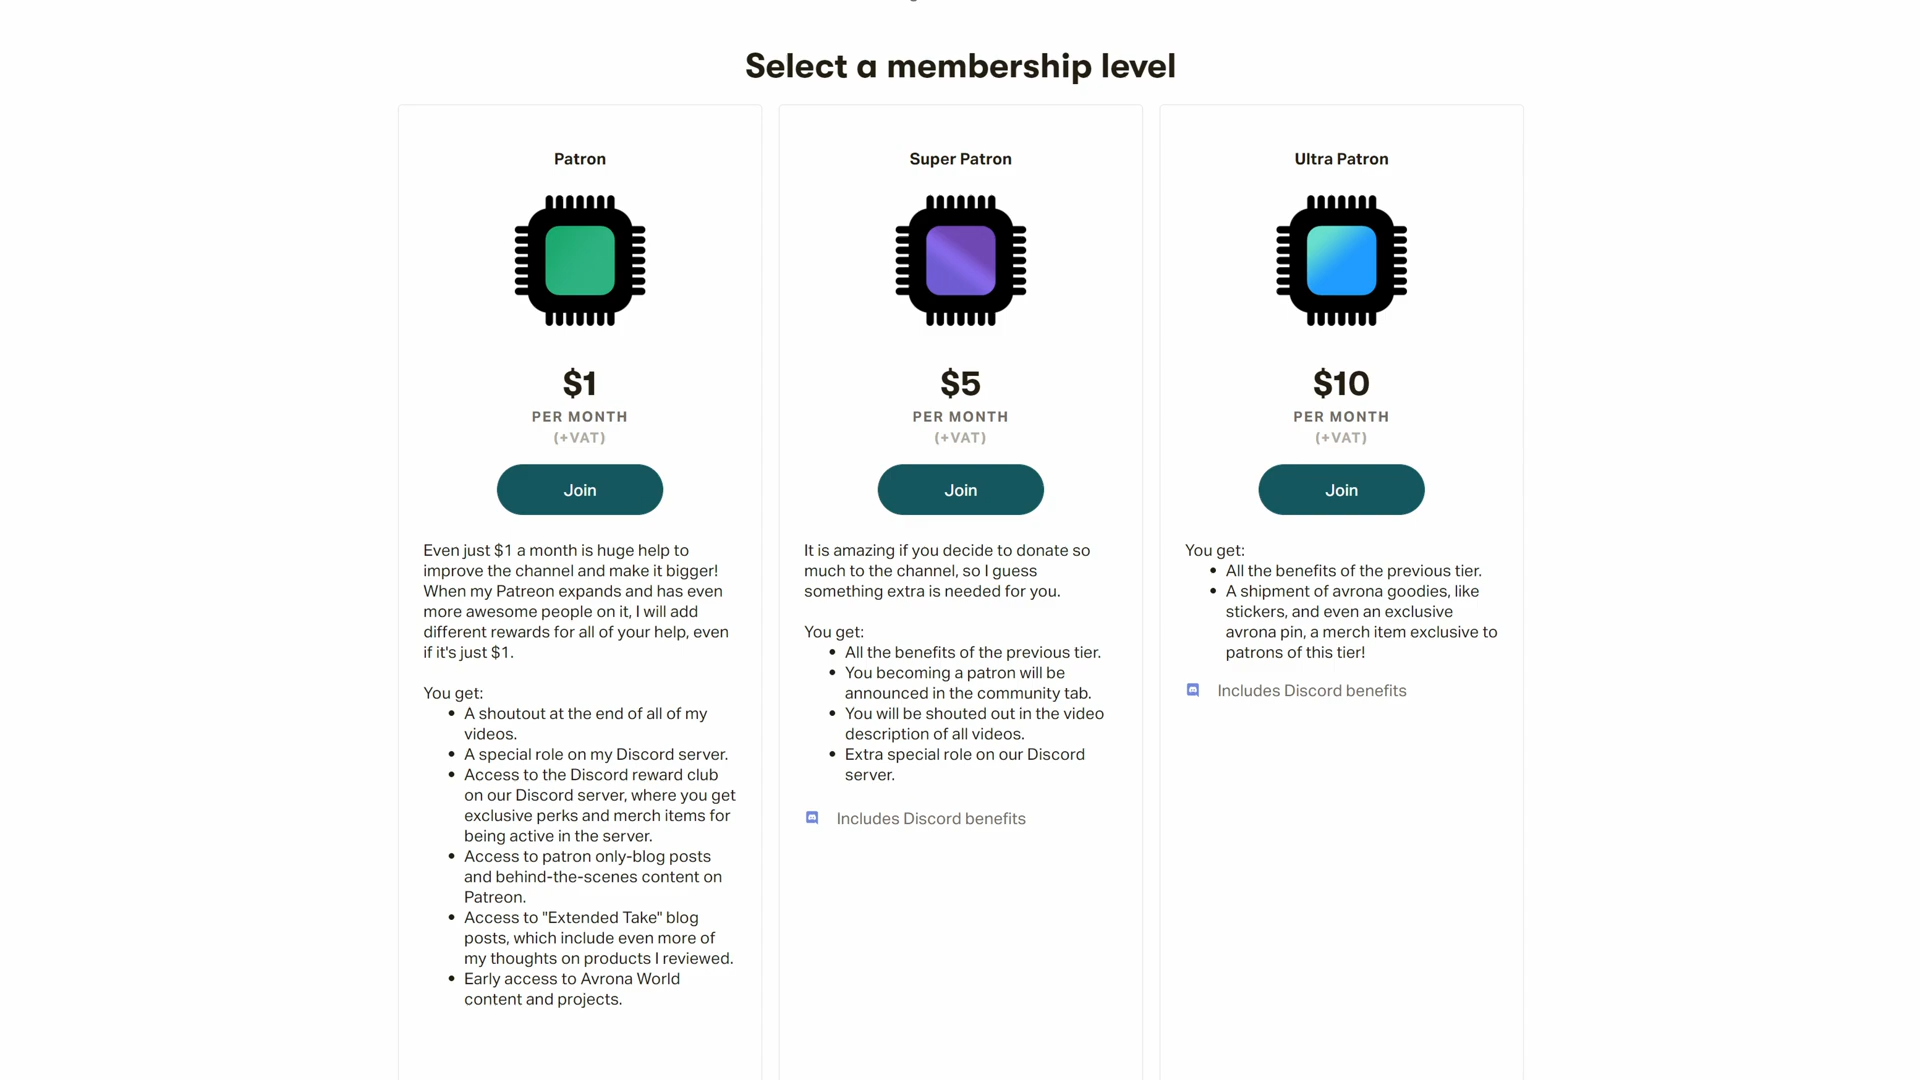 Select a membership level
Patron
$1
PER MONTH
(+VAT)
Join
Even just $1 a month is huge help to
improve the channel and make it bigger!
When my Patreon expands and has even
more awesome people on it, I will add
different rewards for all of your help, even
if it's just $1.
You get:
• A shoutout at the end of all of my
videos.
• A special role on my Discord server.
• Access to the Discord reward club
on our Discord server, where you get
exclusive perks and merch items for
being active in the server.
• Access to patron only-blog posts
and behind-the-scenes content on
Patreon.
• Access to "Extended Take" blog
posts, which include even more of
my thoughts on products I reviewed.
• Early access to Avrona World
content and projects.
Super Patron
$5
PER MONTH
(+VAT)
Join
It is amazing if you decide to donate so
much to the channel, so I guess
something extra is needed for you.
You get:
• All the benefits of the previous tier.
• You becoming a patron will be
announced in the community tab.
• You will be shouted out in the video
description of all videos.
• Extra special role on our Discord
server.
Includes Discord benefits
Ultra Patron
$10
PER MONTH
(+VAT)
Join
You get:
• All the benefits of the previous tier.
• A shipment of avrona goodies, like
stickers, and even an exclusive
avrona pin, a merch item exclusive to
patrons of this tier!
Includes Discord benefits